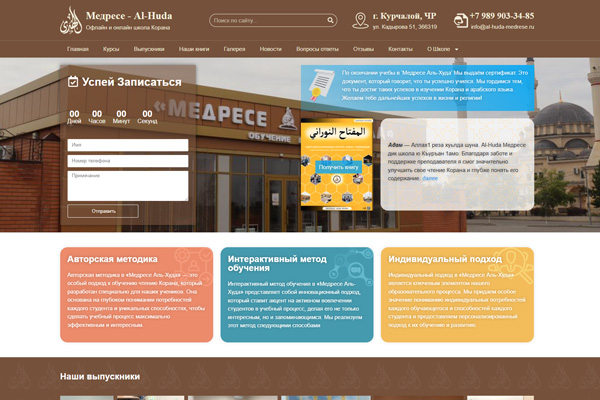 الهدى
Медресе - Al-Huda
Офлайн и онлайн школа Корана
Поиск по сайту...
г. Курчалой, ЧР
ул. Кадырова 51, 366319
+7 989 903-34-85
info@al-huda-medrese.ru
Главная Курсы Выпускники Наши книги Галерея Новости Вопросы ответы Отзывы Контакты О Школе
Успей Записаться
00 00 00 00
Дней Часов Минут Секунд
Имя
Номер телефона
Примечание
Отправить
«МЕДРЕСЕ
ОБУЧЕНИЕ
По окончании учебы в 'Медресе Аль-Худа' Мы выдаём сертификат. Это
документ, который говорит, то, что вы успешно учились. Мы гордимся тем,
что ты достиг таких успехов в изучении Корана и арабского языка.
Желаем тебе дальнейших успехов в жизни и религии!
المفتاح النوراني
Получить книгу
Адам — Аллах1 реза хуьлда шуна. Al-Huda Медресе
дик школа ю Къуръан 1амо. Благодаря заботе и
поддержке преподавателя я смог значительно
улучшить свое чтение Корана и глубже понять его
содержание. далее
Авторская методика
Авторская методика в «Медресе Аль-Худа» — это
особый подход к обучению чтению Корана, который
разработан специально для наших учеников. Она
основана на глубоком понимании потребностей
каждого студента и уникальных способностях, чтобы
сделать учебный процесс максимально
эффективным и интересным.
Интерактивный метод
обучения
Интерактивный метод обучения в «Медресе Аль-
Худа» представляет собой инновационный подход,
который ставит акцент на активном вовлечении
студентов в учебный процесс, делая его не только
интересным, но и запоминающимся. Мы реализуем
этот метод следующими способами:
Индивидуальный подход
Индивидуальный подход в «Медресе Аль-Худа»
является ключевым элементом нашего
образовательного процесса. Мы придаем особое
значение пониманию индивидуальных потребностей
обучающихся и способностей каждого
студента и предоставляем персонализированный
подход к их обучению и развитию.
Наши выпускники